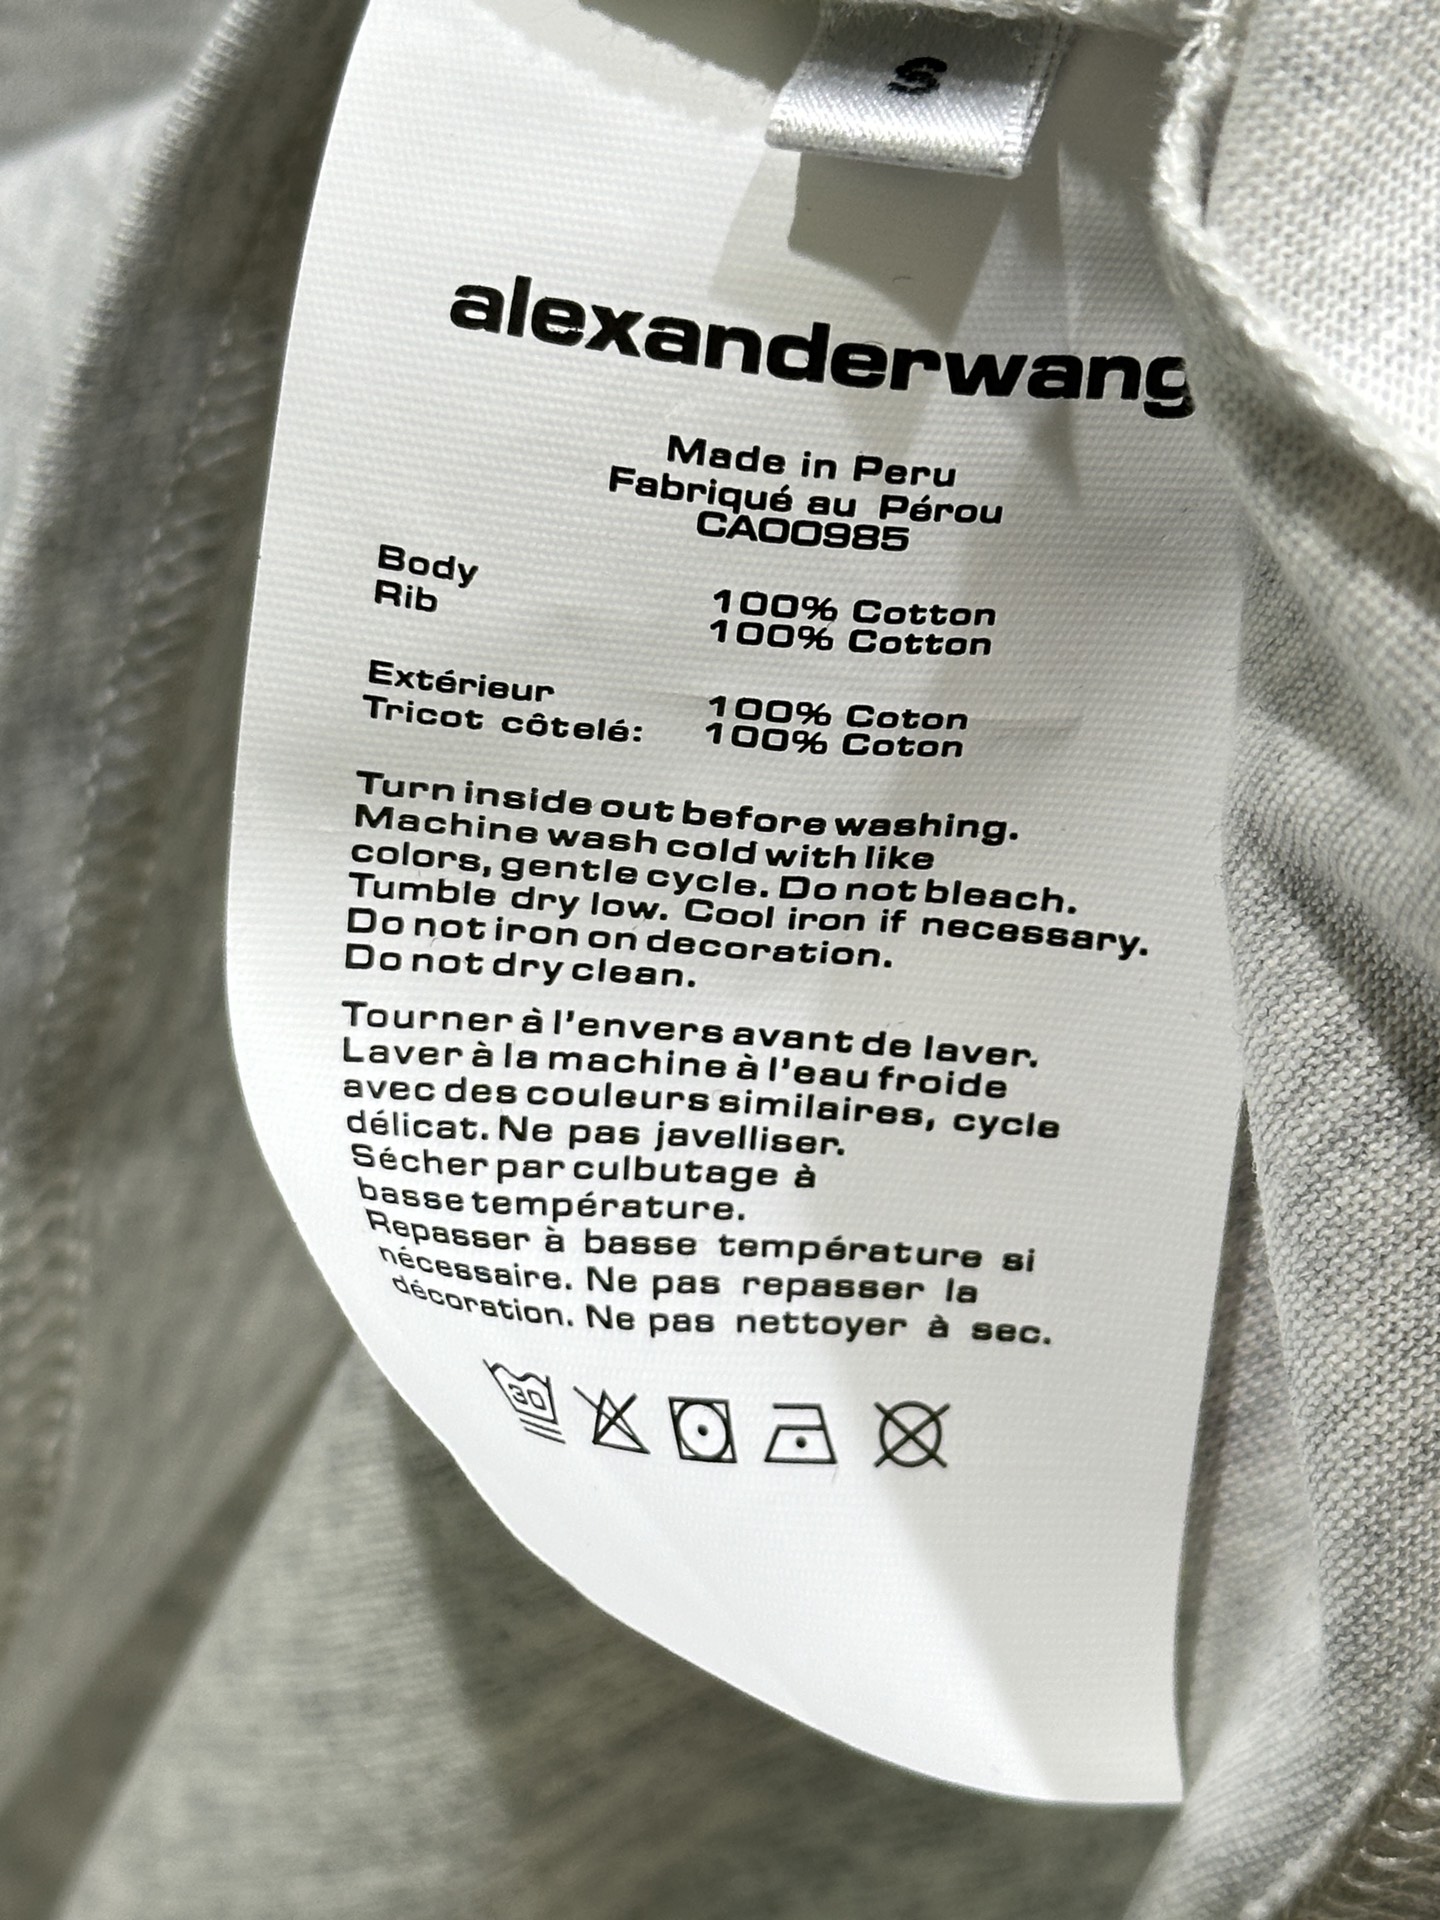 S
alexanderwang
Made in Peru
Fabriqué au Pérou
CA00985
Body 100% Cotton
Rib 100% Cotton
Extérieur 100% Coton
Tricot côtelé: 100% Coton
Turn inside out before washing.
Machine wash cold with like
colors, gentle cycle. Do not bleach.
Tumble dry low. Cool iron if necessary.
Do not iron on decoration.
Do not dry clean.
Tourner à l'envers avant de laver.
Laver à la machine à l'eau froide
avec des couleurs similaires, cycle
délicat. Ne pas javelliser.
Sécher par culbutage à
basse température.
Repasser à basse température si
nécessaire. Ne pas repasser la
décoration. Ne pas nettoyer à sec.
30